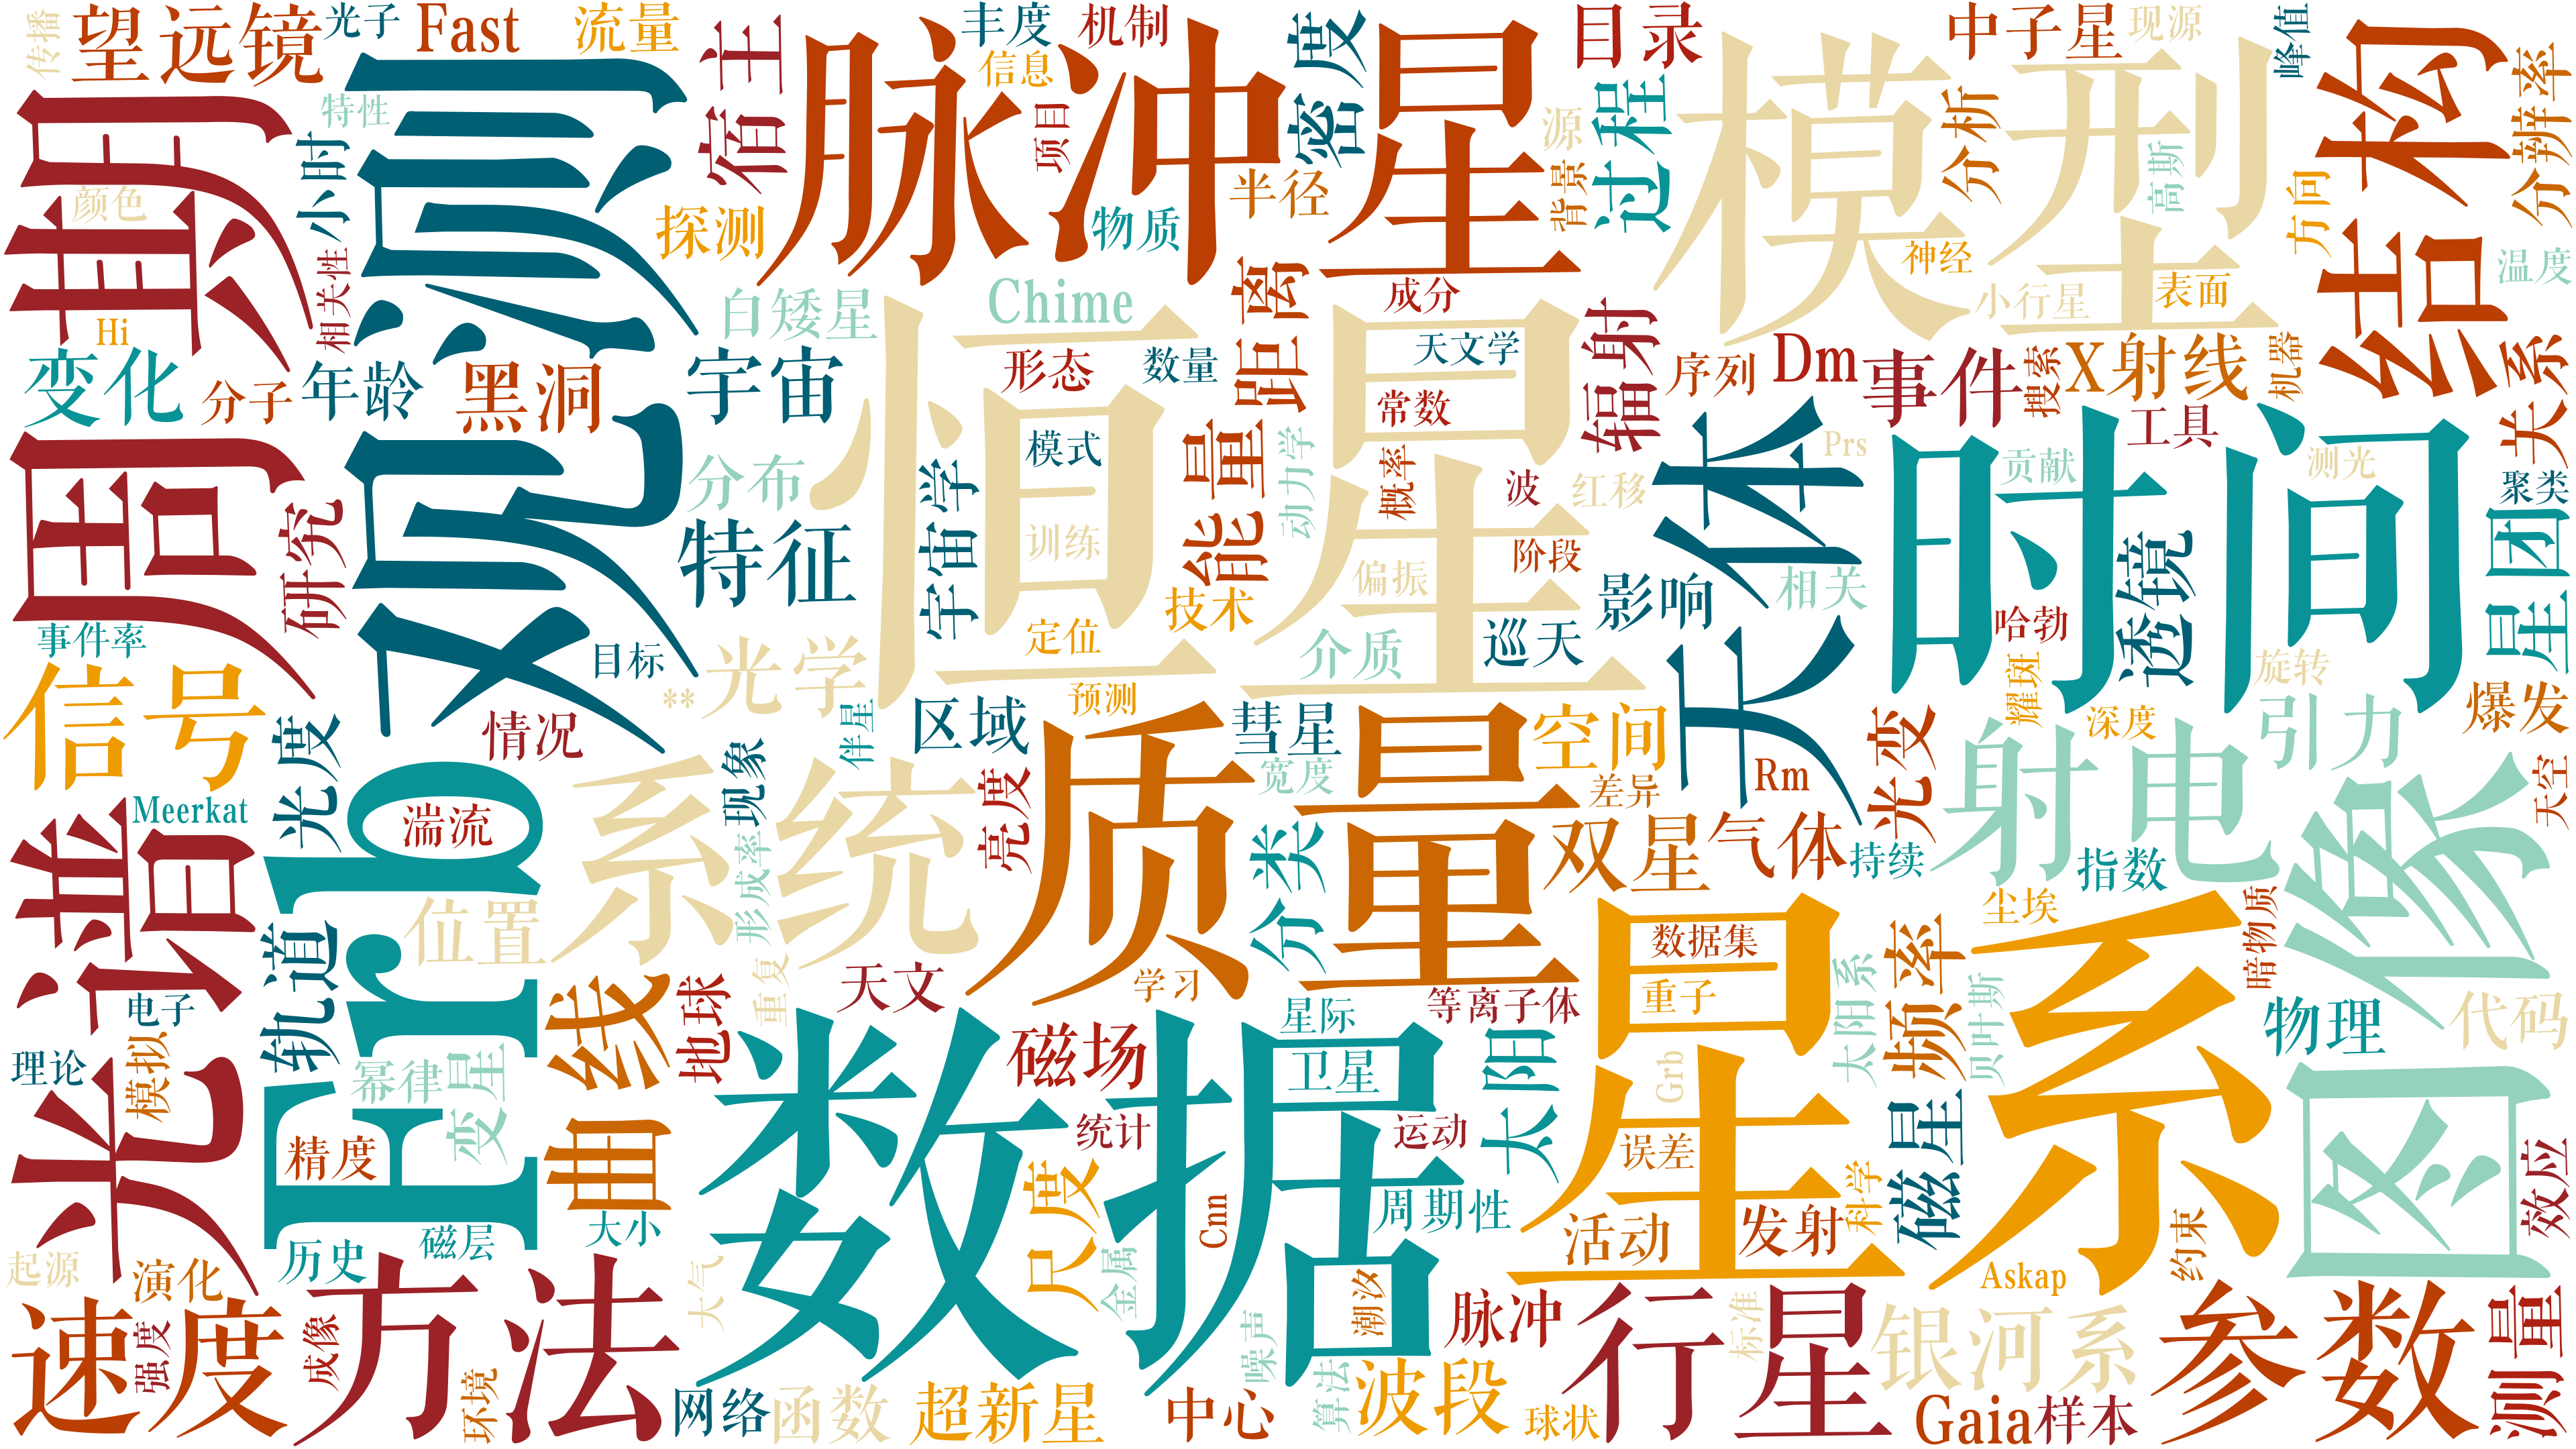 传播
望远镜
光子
Fast
流量
宿主
脉冲星
丰度
信息
机制
密度
目录
中子星
现源
峰值
结构
分辨率
周期
特性
小时
观测
项目
探测
物质
半径
源
背景
过程
模型
分析
高斯
方向
温度
颜色
相关性
Hi
变化
分子
年龄
黑洞
白矮星
宇宙
Chime
形态
数量
距离
成分
天文学
常数
辐射
序列
Dm
事件
神经
小行星
表面
搜索
X射线
机器
关系
工具
恒星
模式
能量
动力学
概率
波
红移
天体
Prs
时间
贡献
测光
聚类
星团
研究
分布
特征
宇宙学
训练
技术
偏振
阶段
影响
相关
透镜
哈勃
耀斑
旋转
事件率
信号
目标
**
光学
定位
介质
巡天
预测
深度
引力
爆发
情况
光度
伴星
现象
区域
彗星
宽度
空间
差异
Rm
光变
射电
天空
Meerkat
Frb
湍流
系统
形成率
亮度
质量
分类
双星
气体
持续
指数
图像
光谱
轨道
位置
曲线
重复
地球
天文
学习
星际
等离子体
星系
数据集
重子
太阳系
频率
尘埃
贝叶斯
暗物质
物理
代码
电子
理论
模拟
幂律
变星
数据
磁场
卫星
太阳
Grb
磁星
精度
统计
运动
误差
尺度
Cnn
周期性
活动
发射
科学
约束
效应
历史
磁层
大小
起源
演化
大气
金属
潮汐
Askap
速度
强度
成像
方法
环境
噪声
算法
脉冲
行星
标准
银河系
参数
测量
网络
函数
超新星
中心
波段
球状
Gaia
样本